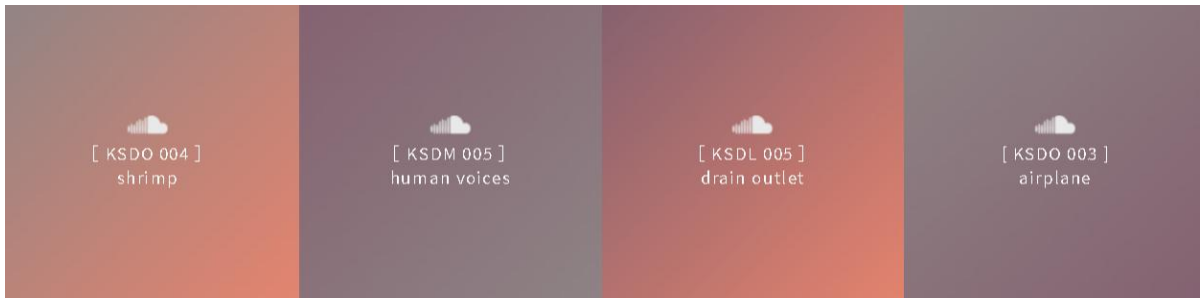 [ KSDO 004 ]
shrimp
[ KSDM 005 ]
human voices
[ KSDL 005 ]
drain outlet
[ KSDO 003 ]
airplane